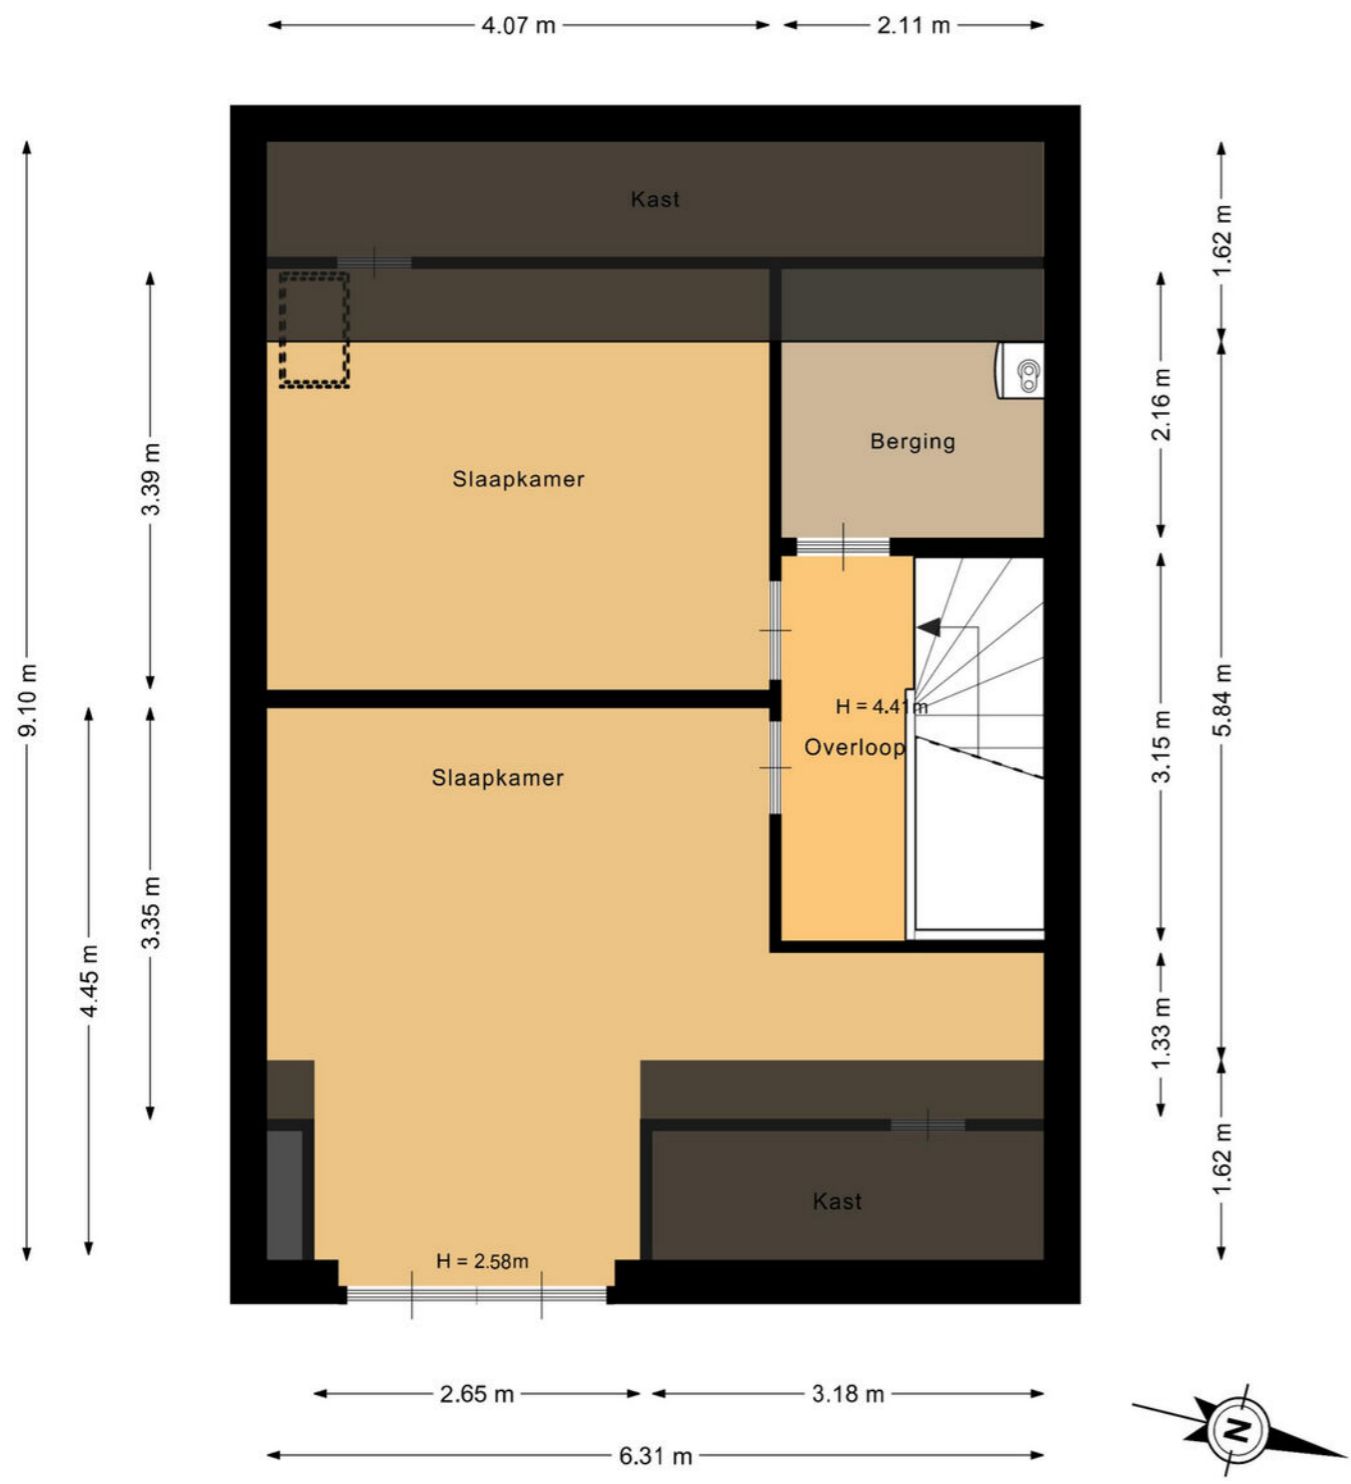 4.07 m
2.11 m
Kast
1.62 m
3.39 m
2.16 m
Berging
Slaapkamer
9.10 m
5.84 m
H = 4.41m
Overloop
3.15 m
Slaapkamer
3.35 m
4.45 m
1.33 m
1.62 m
Kast
H = 2.58m
2.65 m
3.18 m
6.31 m
N